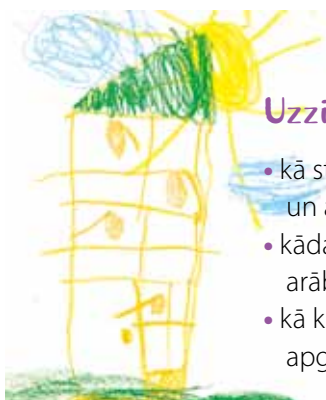 Uzzi
• kā st
un a
• kāda
arāb
• kā k
apg